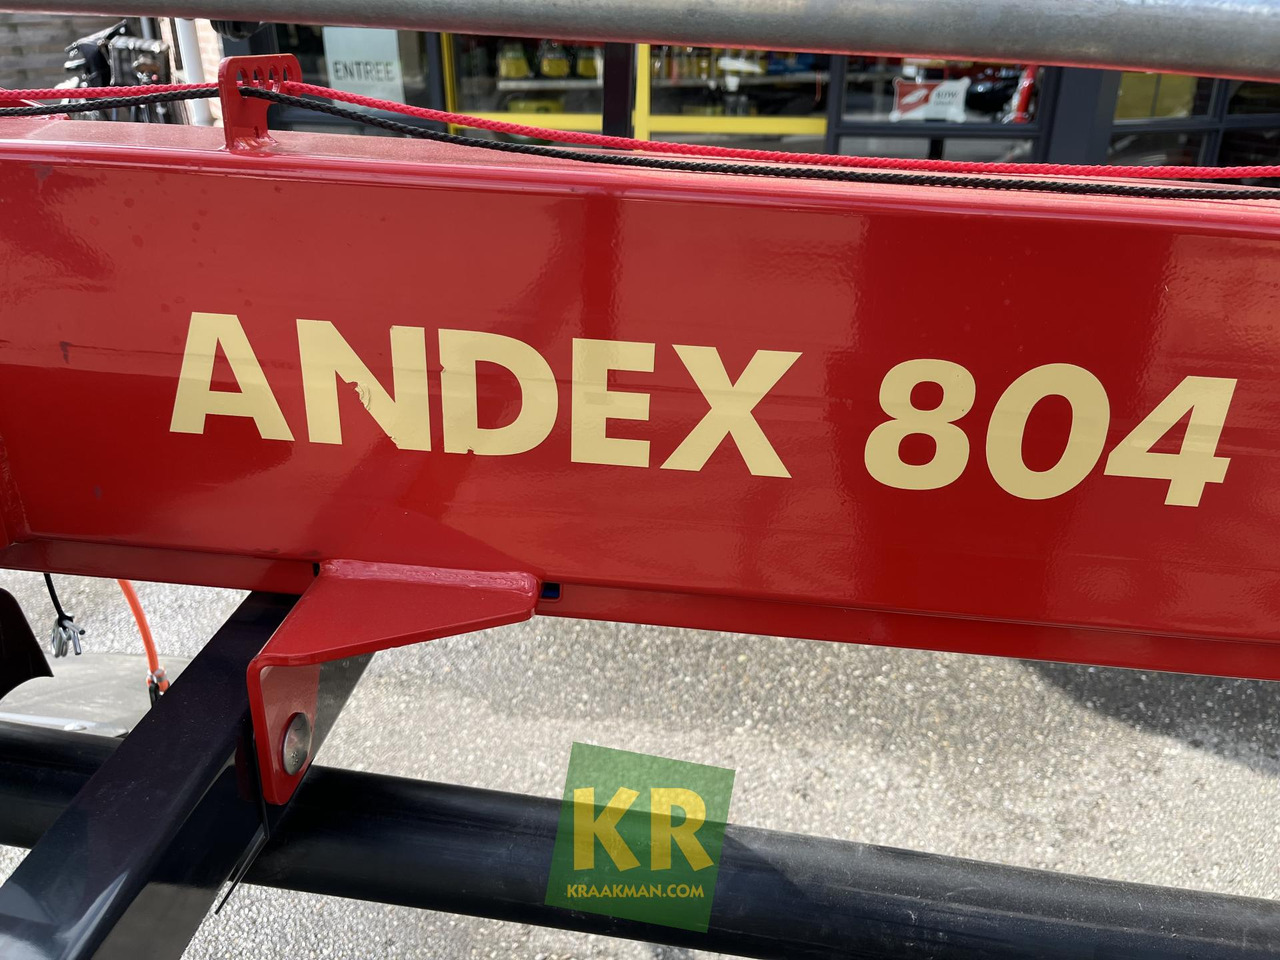 ENTREE
ANDEX 804
KR
KRAAKMAN.COM